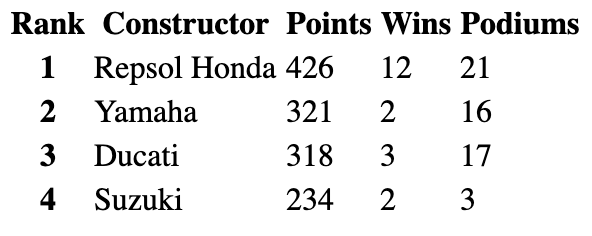 Rank Constructor Points Wins Podiums
1 Repsol Honda 426 12 21
2 Yamaha 321 2 16
3 Ducati 318 3 17
4 Suzuki 234 2 3